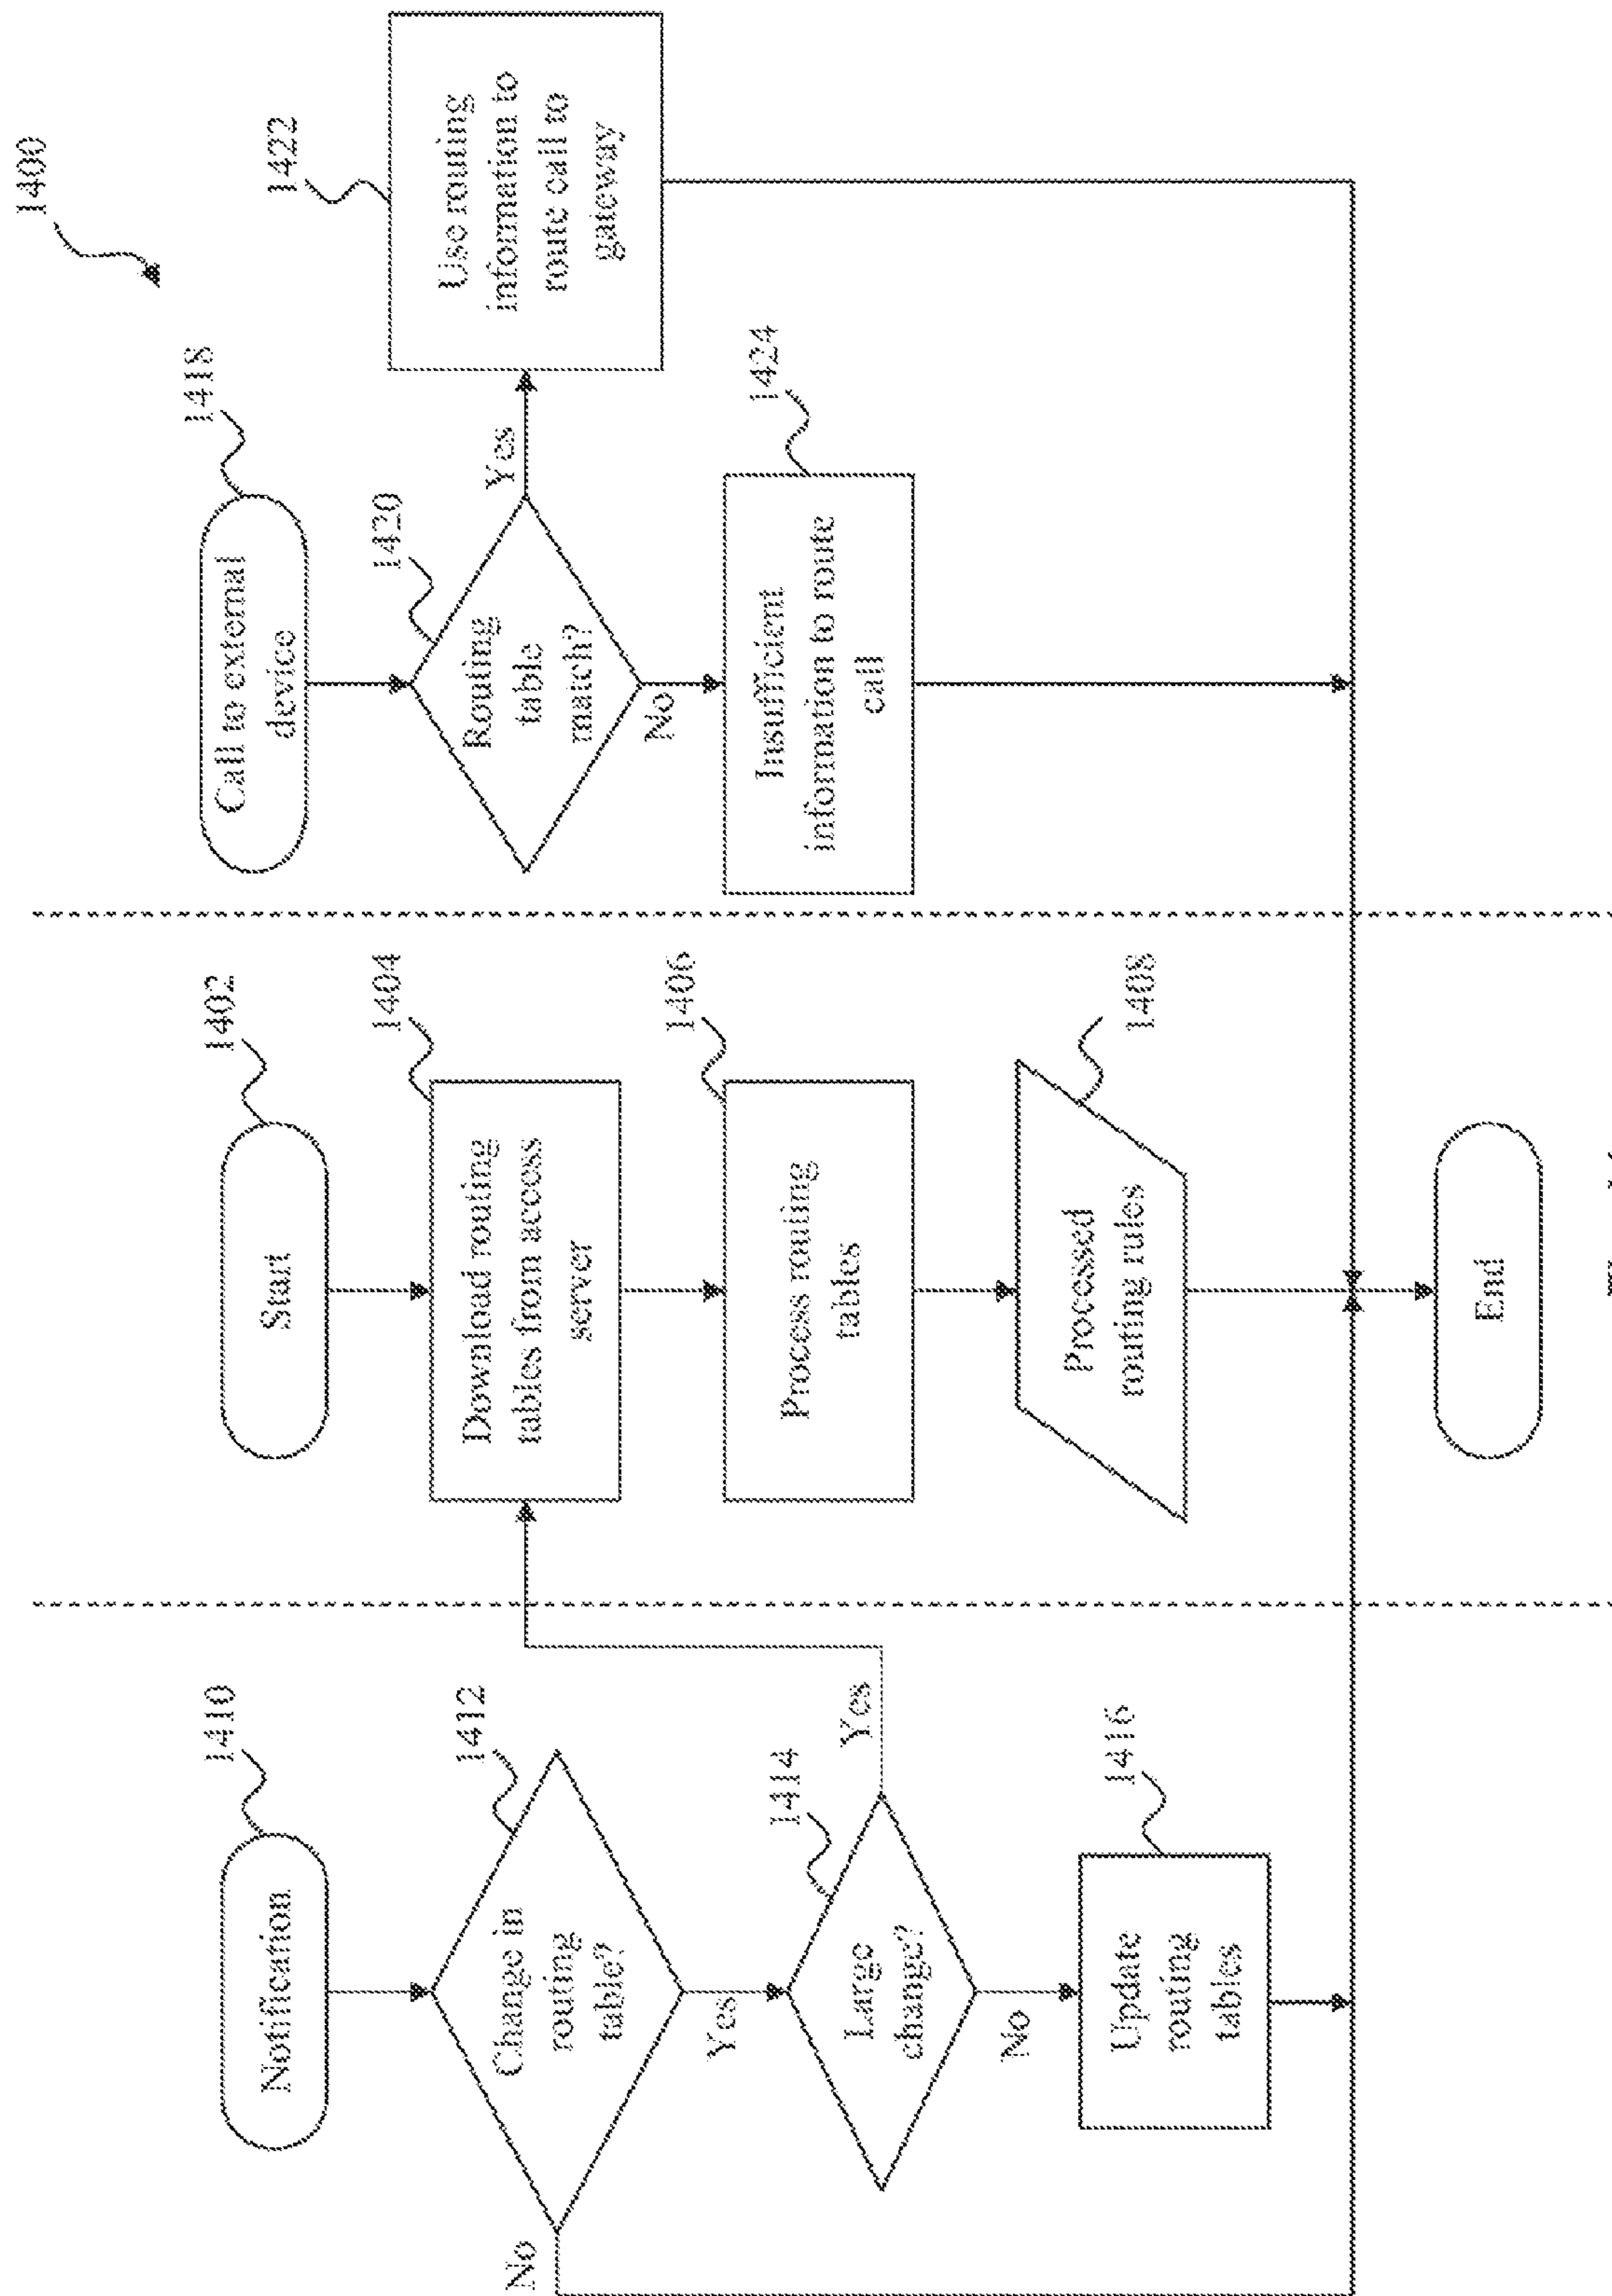 1400
1410
Notification
1412
Change in
routing
table?
No
Yes
1414
Large
change?
Yes
No
1416
Update
routing
tables
1402
Start
1404
Download routing
tables from access
server
1406
Process routing
tables
1408
Processed
routing rules
End
1418
Call to external
device
1420
Routing
table
match?
Yes
No
1422
Use routing
information to
route call to
gateway
1424
Insufficient
information to route
call